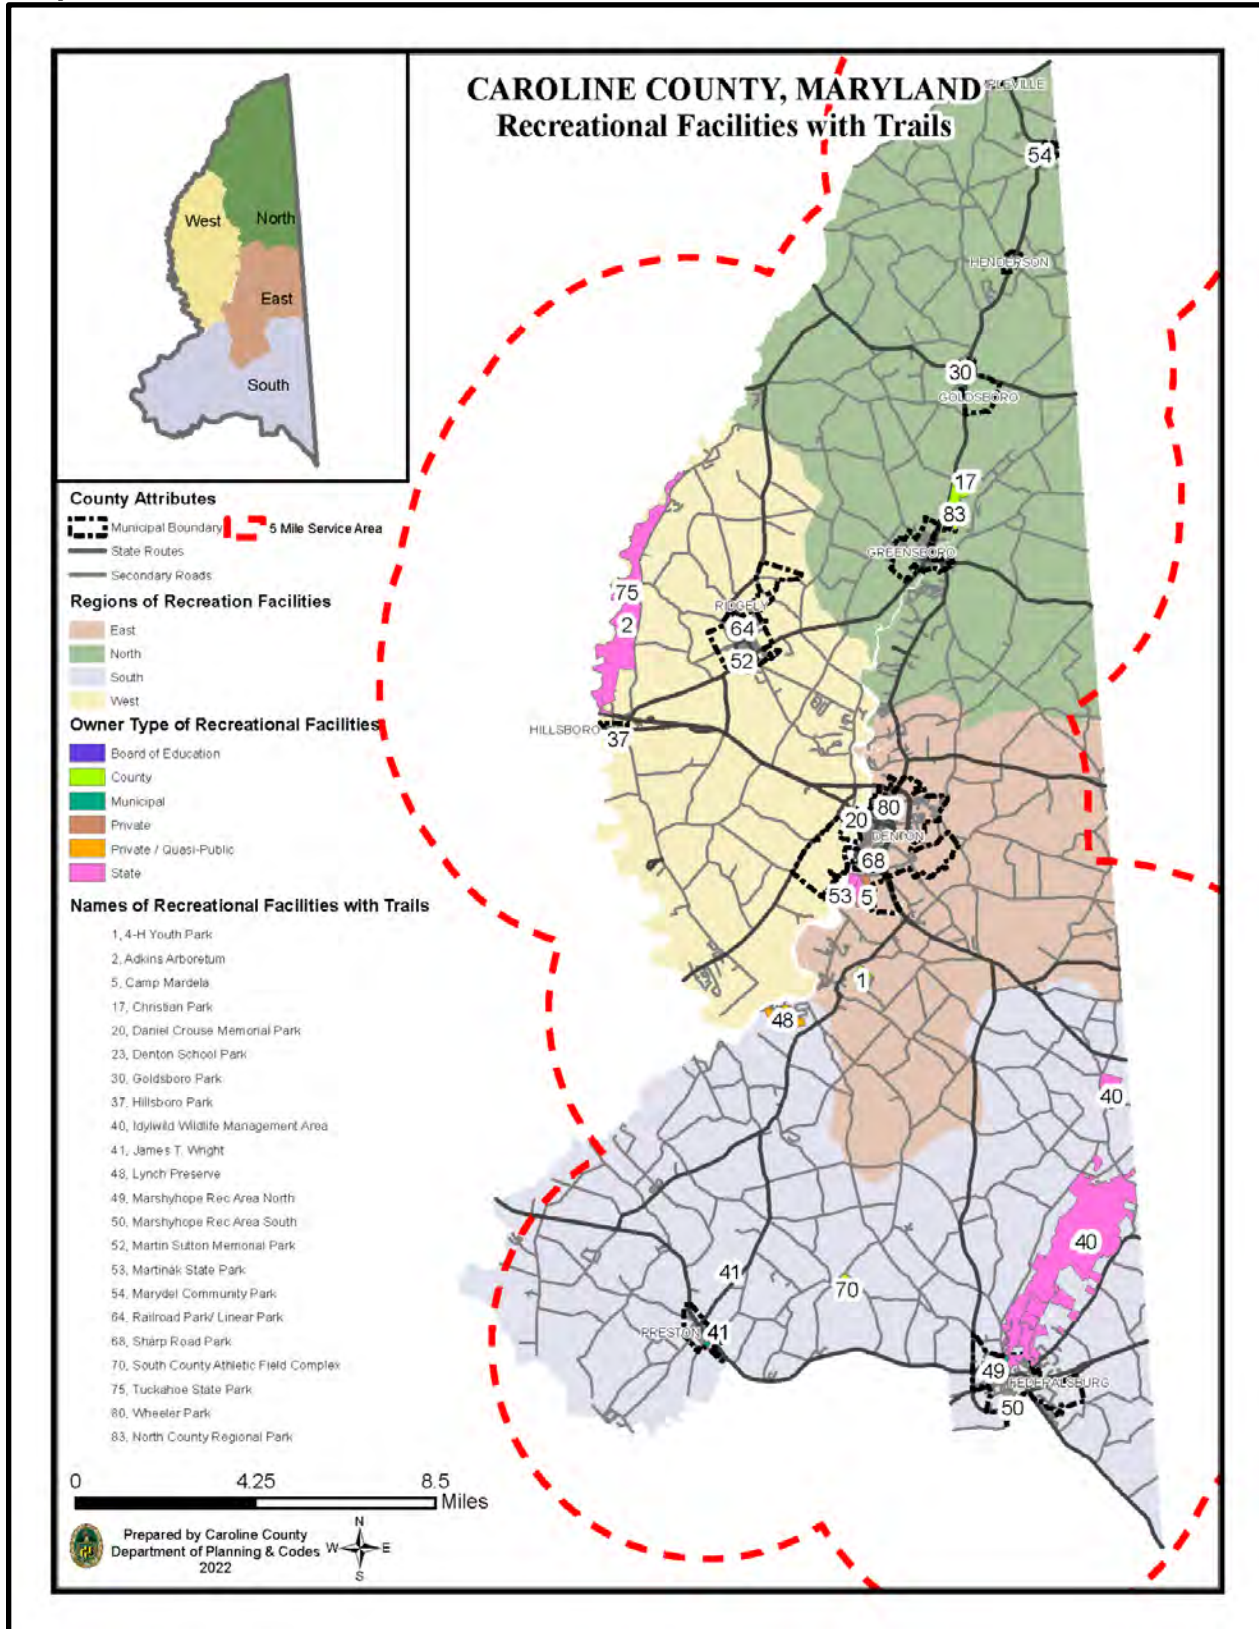 CAROLINE COUNTY, MARYLAND
Recreational Facilities with Trails
West
North
East
South
County Attributes
Municipal Boundary
5 Mile Service Area
State Routes
Secondary Roads
Regions of Recreation Facilities
East
North
South
West
Owner Type of Recreational Facilities
Board of Education
County
Municipal
Private
Private / Quasi-Public
State
Names of Recreational Facilities with Trails
1, 4-H Youth Park
2, Adkins Arboretum
5, Camp Mardela
17, Christian Park
20, Daniel Crouse Memorial Park
23, Denton School Park
30, Goldsboro Park
37, Hillsboro Park
40, Idylwild Wildlife Management Area
41, James T. Wright
48, Lynch Preserve
49, Marshyhope Rec Area North
50, Marshyhope Rec Area South
52, Martin Sutton Memorial Park
53, Martinak State Park
54, Marydel Community Park
64, Railroad Park/ Linear Park
68, Sharp Road Park
70, South County Athletic Field Complex
75, Tuckahoe State Park
80, Wheeler Park
83, North County Regional Park
0 4.25 8.5
Miles
Prepared by Caroline County
Department of Planning & Codes
2022
N
W E
S
54
HENDERSON
30
GOLDSBORO
17
83
GREENSBORO
75
RIDGELY
2
64
52
HILLSBORO
37
80
20
DENTON
68
53
5
1
48
40
40
41
70
PRESTON
41
49
FEDERALSBURG
50